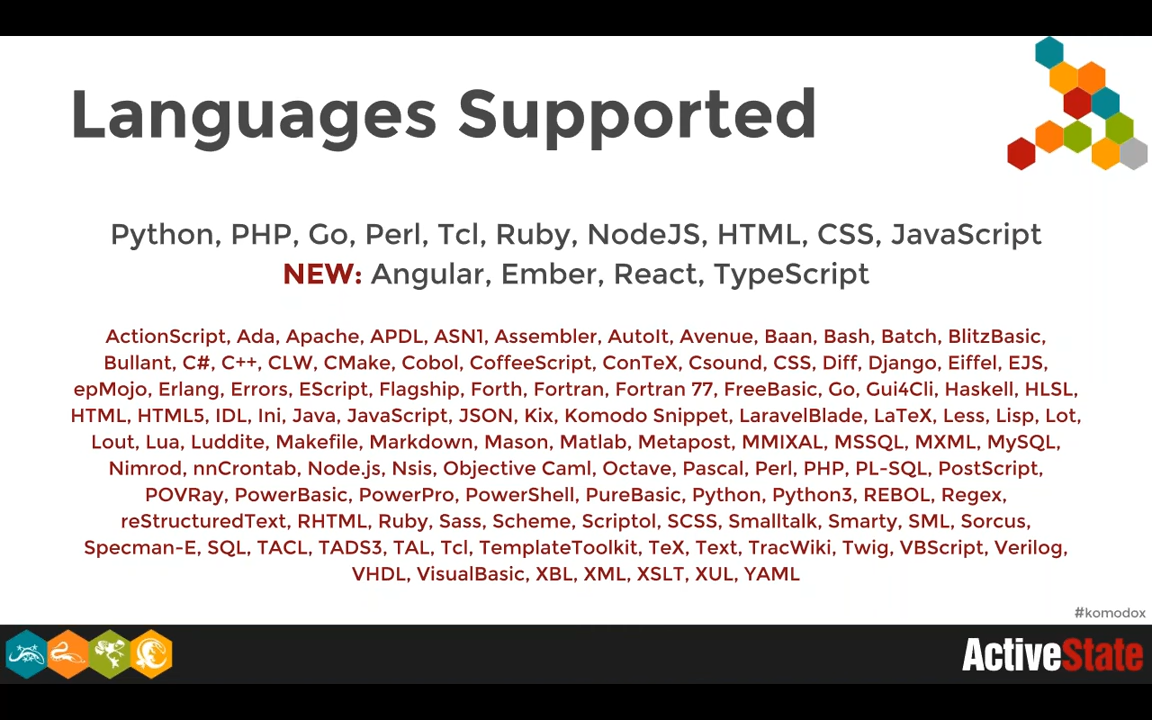 Languages Supported
Python, PHP, Go, Perl, Tcl, Ruby, NodeJS, HTML, CSS, JavaScript
NEW: Angular, Ember, React, TypeScript
ActionScript, Ada, Apache, APDL, ASN1, Assembler, AutoIt, Avenue, Baan, Bash, Batch, BlitzBasic,
Bullant, C#, C++, CLW, CMake, Cobol, CoffeeScript, ConTeX, Csound, CSS, Diff, Django, Eiffel, EJS,
epMojo, Erlang, Errors, EScript, Flagship, Forth, Fortran, Fortran 77, FreeBasic, Go, Gui4Cli, Haskell, HLSL,
HTML, HTML5, IDL, Ini, Java, JavaScript, JSON, Kix, Komodo Snippet, LaravelBlade, LaTeX, Less, Lisp, Lot,
Lout, Lua, Luddite, Makefile, Markdown, Mason, Matlab, Metapost, MMIXAL, MSSQL, MXML, MySQL,
Nimrod, nnCrontab, Node.js, Nsis, Objective Caml, Octave, Pascal, Perl, PHP, PL-SQL, PostScript,
POVRay, PowerBasic, PowerPro, PowerShell, PureBasic, Python, Python3, REBOL, Regex,
reStructuredText, RHTML, Ruby, Sass, Scheme, Scriptol, SCSS, Smalltalk, Smarty, SML, Sorcus,
Specman-E, SQL, TACL, TADS3, TAL, Tcl, TemplateToolkit, TeX, Text, TracWiki, Twig, VBScript, Verilog,
VHDL, VisualBasic, XBL, XML, XSLT, XUL, YAML
#komodox
ActiveState